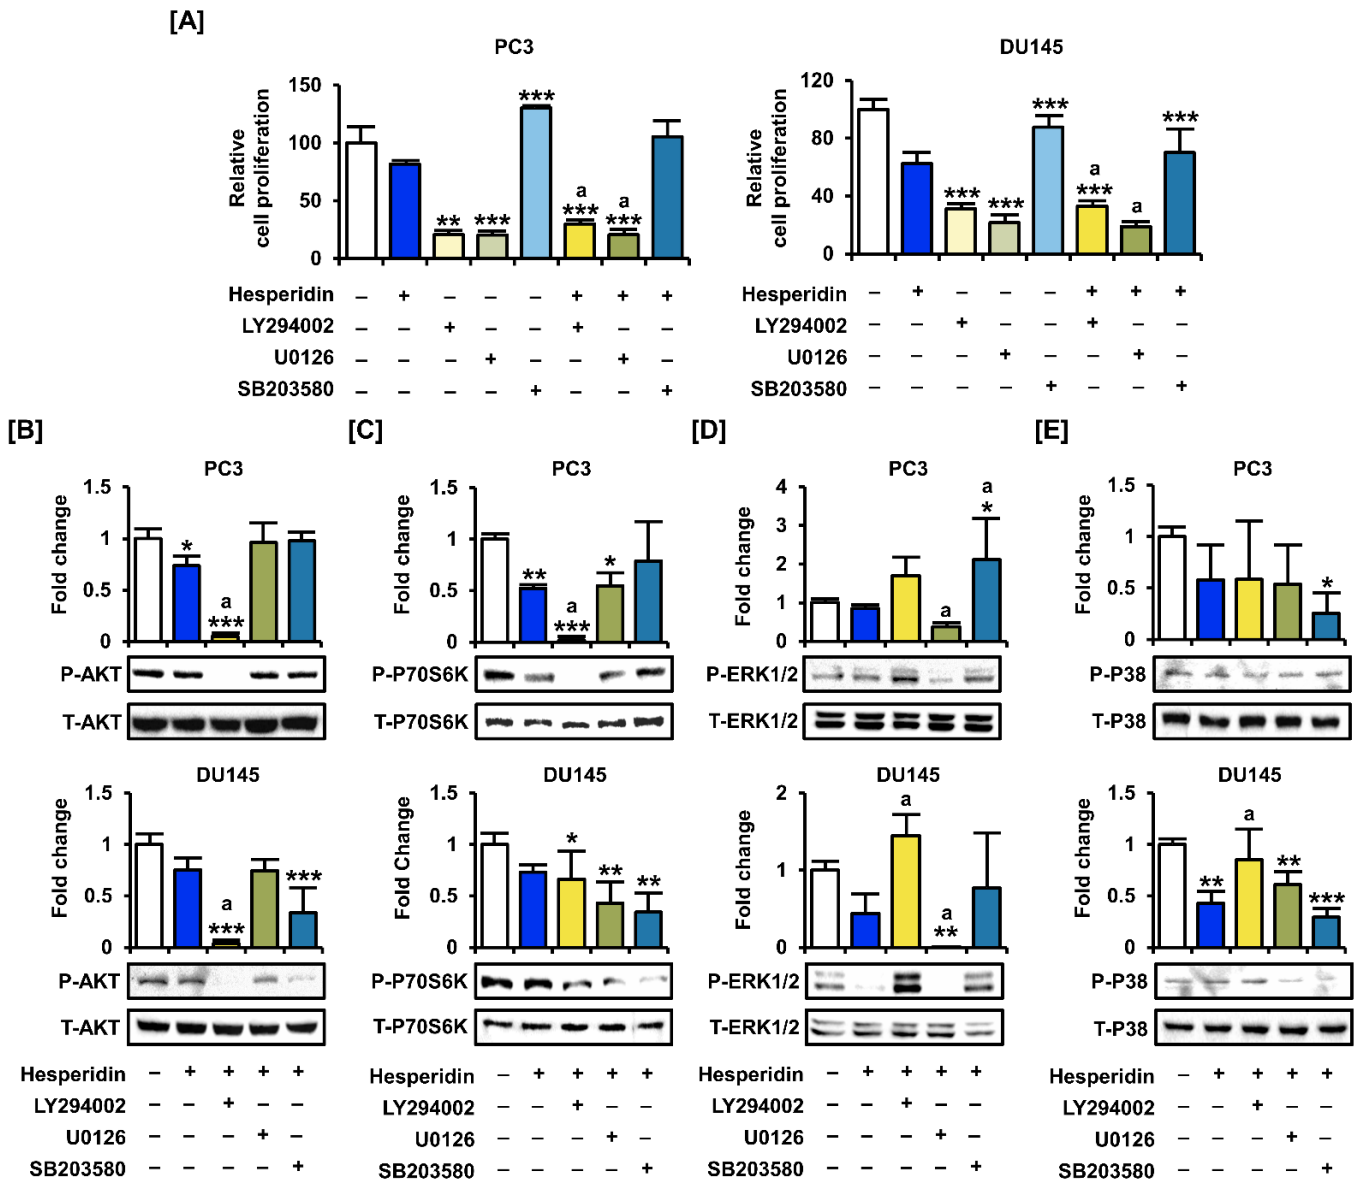 [A]
PC3
DU145
Relative cell proliferation
150
100
50
0
*** 
** *** a *** a ***
Relative cell proliferation
120
80
40
0
*** *** *** a *** a ***
Hesperidin – + – – – + + +
LY294002 – – + – – + – –
U0126 – – – + – – + –
SB203580 – – – – + – – +
Hesperidin – + – – – + + +
LY294002 – – + – – + – –
U0126 – – – + – – + –
SB203580 – – – – + – – +
[B]
PC3
Fold change
1.5
1
0.5
0
* a ***
P-AKT
T-AKT
DU145
Fold change
1.5
1
0.5
0
a *** ***
P-AKT
T-AKT
Hesperidin – + + + +
LY294002 – – + – –
U0126 – – – + –
SB203580 – – – – +
[C]
PC3
Fold change
1.5
1
0.5
0
** a *** *
P-P70S6K
T-P70S6K
DU145
Fold Change
1.5
1
0.5
0
* ** **
P-P70S6K
T-P70S6K
Hesperidin – + + + +
LY294002 – – + – –
U0126 – – – + –
SB203580 – – – – +
[D]
PC3
Fold change
4
3
2
1
0
a a *
P-ERK1/2
T-ERK1/2
DU145
Fold change
2
1
0
a a **
P-ERK1/2
T-ERK1/2
Hesperidin – + + + +
LY294002 – – + – –
U0126 – – – + –
SB203580 – – – – +
[E]
PC3
Fold change
1.5
1
0.5
0
*
P-P38
T-P38
DU145
Fold change
1.5
1
0.5
0
** a ** ***
P-P38
T-P38
Hesperidin – + + + +
LY294002 – – + – –
U0126 – – – + –
SB203580 – – – – +